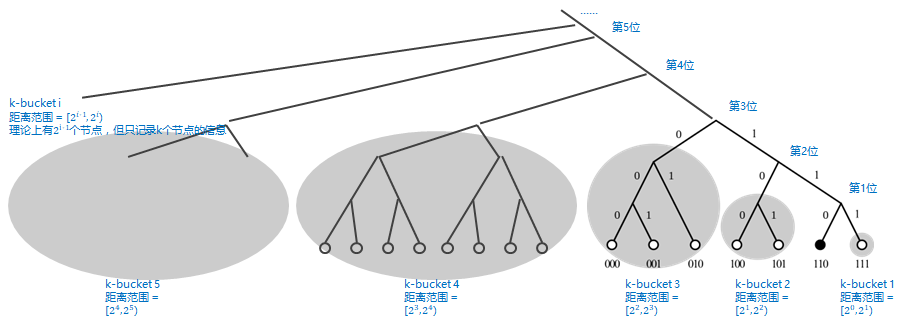 ......
第5位
第4位
k-bucket i
距离范围 = [2^{i-1}, 2^i)
理论上有2^{i-1}个节点，但只记录k个节点的信息
第3位
0 1
第2位
0 1 0 1
第1位
0 1 0 1 0 1
000 001 010 100 101 110 111
k-bucket 5
距离范围 =
[2^4,2^5)
k-bucket 4
距离范围 =
[2^3,2^4)
k-bucket 3
距离范围 =
[2^2,2^3)
k-bucket 2
距离范围 =
[2^1,2^2)
k-bucket 1
距离范围 =
[2^0,2^1)